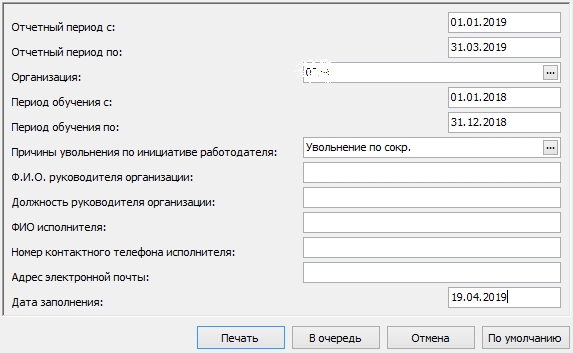 Отчетный период с: 01.01.2019
Отчетный период по: 31.03.2019
Организация: ...
Период обучения с: 01.01.2018
Период обучения по: 31.12.2018
Причины увольнения по инициативе работодателя: Увольнение по сокр. ...
Ф.И.О. руководителя организации:
Должность руководителя организации:
ФИО исполнителя:
Номер контактного телефона исполнителя:
Адрес электронной почты:
Дата заполнения: 19.04.2019
Печать В очередь Отмена По умолчанию